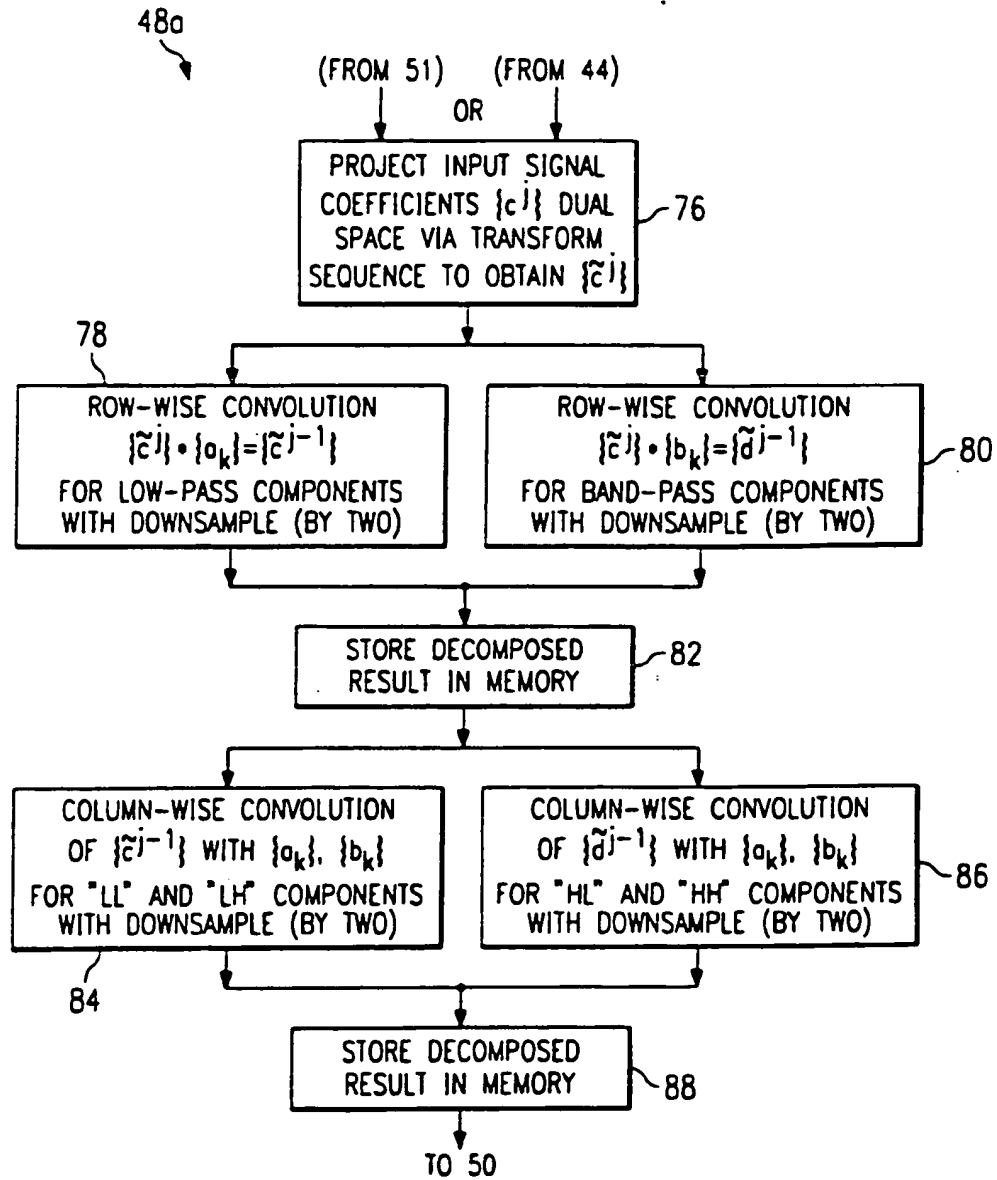 48a
(FROM 51) (FROM 44)
OR
PROJECT INPUT SIGNAL
COEFFICIENTS {c^j} DUAL
SPACE VIA TRANSFORM
SEQUENCE TO OBTAIN {c̃^j}
76
78
ROW-WISE CONVOLUTION
{c̃^j} • {a_k}={c̃^j-1}
FOR LOW-PASS COMPONENTS
WITH DOWNSAMPLE (BY TWO)
ROW-WISE CONVOLUTION
{c̃^j} • {b_k}={d̃^j-1}
FOR BAND-PASS COMPONENTS
WITH DOWNSAMPLE (BY TWO)
80
STORE DECOMPOSED
RESULT IN MEMORY
82
COLUMN-WISE CONVOLUTION
OF {c̃^j-1} WITH {a_k}, {b_k}
FOR "LL" AND "LH" COMPONENTS
WITH DOWNSAMPLE (BY TWO)
84
COLUMN-WISE CONVOLUTION
OF {d̃^j-1} WITH {a_k}, {b_k}
FOR "HL" AND "HH" COMPONENTS
WITH DOWNSAMPLE (BY TWO)
86
STORE DECOMPOSED
RESULT IN MEMORY
88
TO 50